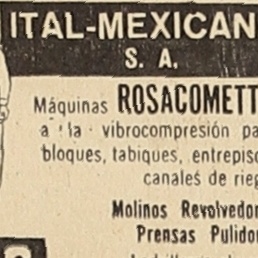 ITAL-MEXICAN
S. A.
Máquinas ROSACOMETT
a la vibrocompresión pa
bloques, tabiques, entrepiso
canales de rieg
Molinos Revolvedor
Prensas Pulidor